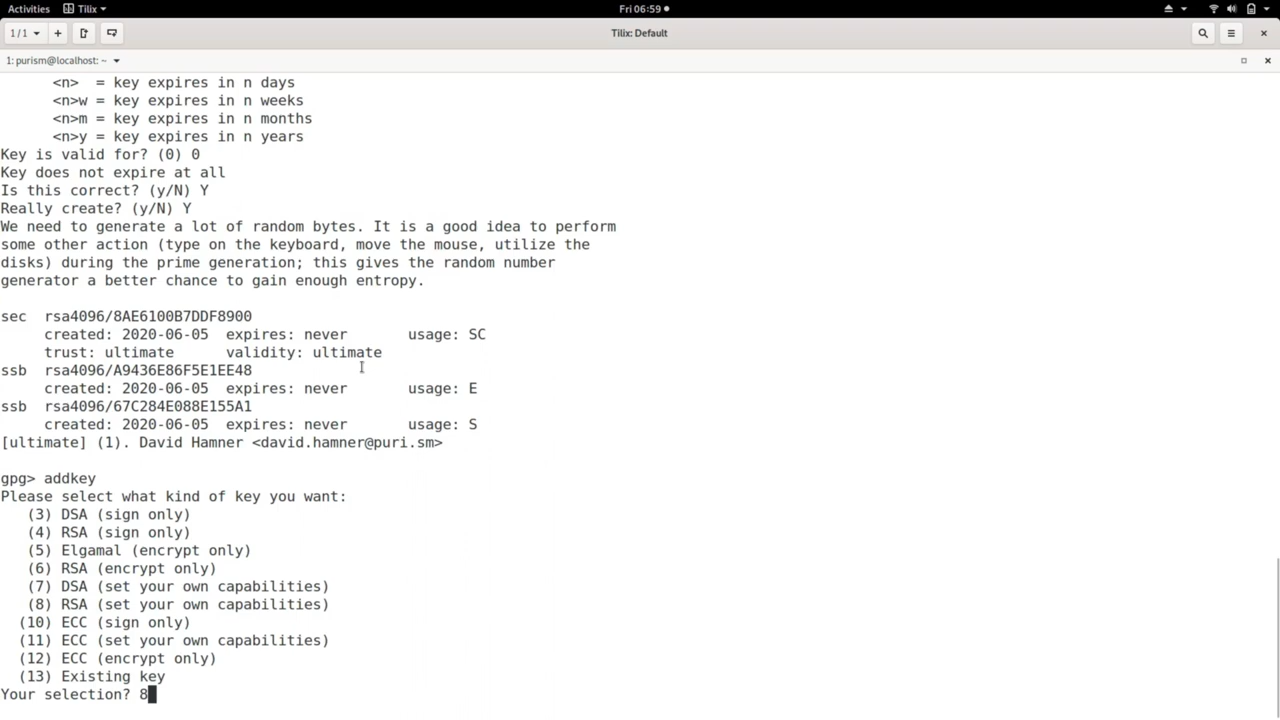 Activities Tilix Fri 06:59
1/1 Tilix: Default
1: purism@localhost: ~
<n>  = key expires in n days
<n>w = key expires in n weeks
<n>m = key expires in n months
<n>y = key expires in n years
Key is valid for? (0) 0
Key does not expire at all
Is this correct? (y/N) Y
Really create? (y/N) Y
We need to generate a lot of random bytes. It is a good idea to perform
some other action (type on the keyboard, move the mouse, utilize the
disks) during the prime generation; this gives the random number
generator a better chance to gain enough entropy.
sec  rsa4096/8AE6100B7DDF8900
created: 2020-06-05  expires: never       usage: SC
trust: ultimate      validity: ultimate
ssb  rsa4096/A9436E86F5E1EE48
created: 2020-06-05  expires: never       usage: E
ssb  rsa4096/67C284E088E155A1
created: 2020-06-05  expires: never       usage: S
[ultimate] (1). David Hamner <david.hamner@puri.sm>
gpg> addkey
Please select what kind of key you want:
(3) DSA (sign only)
(4) RSA (sign only)
(5) Elgamal (encrypt only)
(6) RSA (encrypt only)
(7) DSA (set your own capabilities)
(8) RSA (set your own capabilities)
(10) ECC (sign only)
(11) ECC (set your own capabilities)
(12) ECC (encrypt only)
(13) Existing key
Your selection? 8